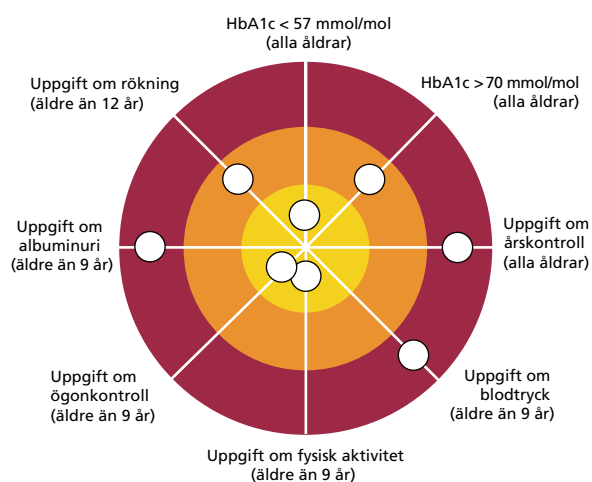 HbA1c < 57 mmol/mol
(alla åldrar)
HbA1c >70 mmol/mol
(alla åldrar)
Uppgift om rökning
(äldre än 12 år)
Uppgift om
albuminuri
(äldre än 9 år)
Uppgift om
årskontroll
(alla åldrar)
Uppgift om
ögonkontroll
(äldre än 9 år)
Uppgift om
blodtryck
(äldre än 9 år)
Uppgift om fysisk aktivitet
(äldre än 9 år)